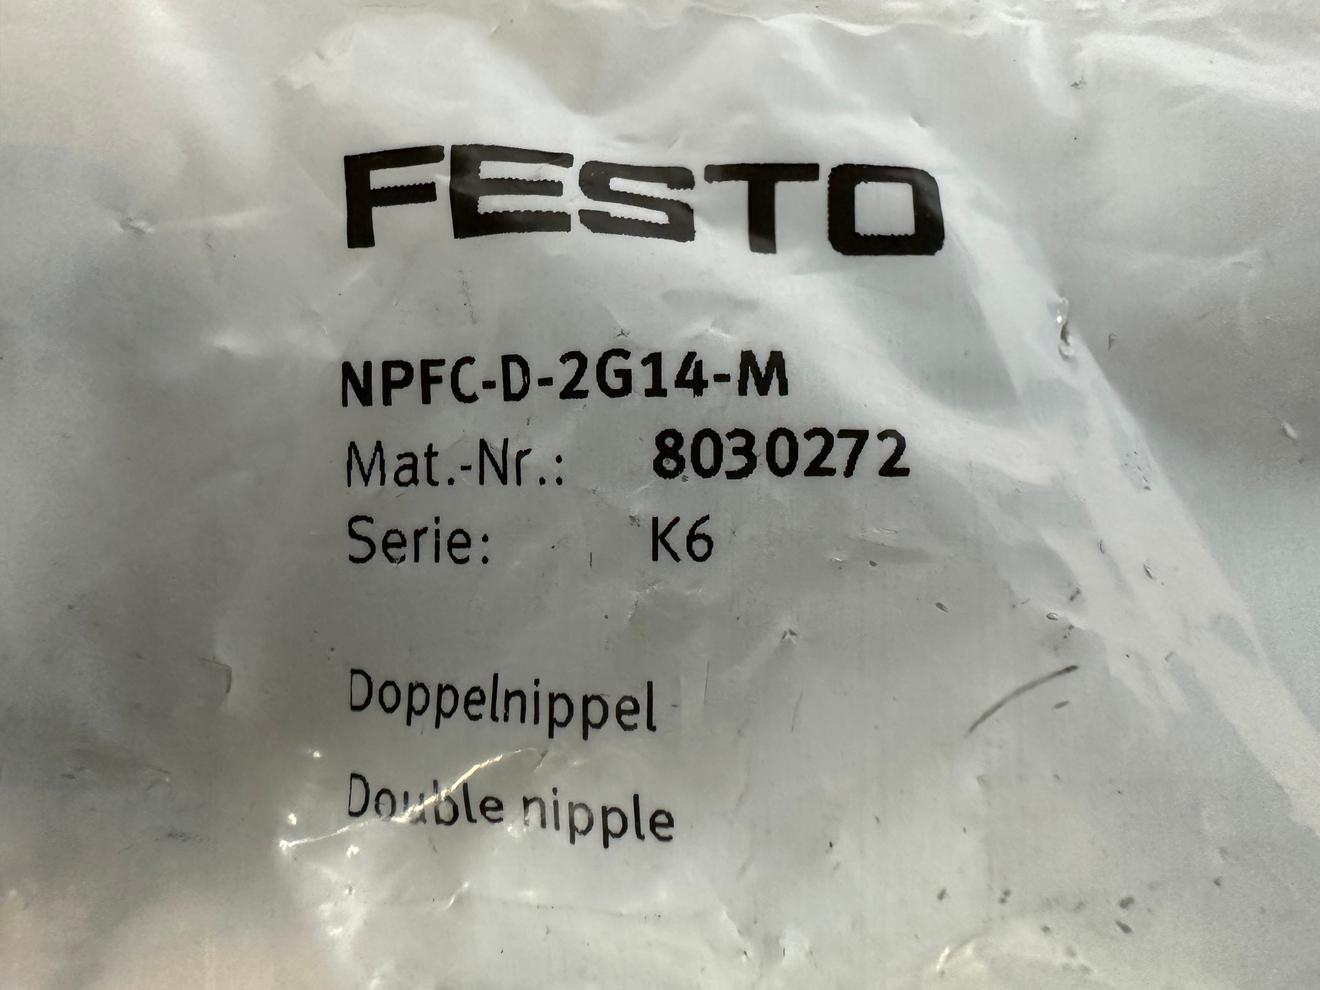 FESTO
NPFC-D-2G14-M
Mat.-Nr.: 8030272
Serie: K6
Doppelnippel
Double nipple